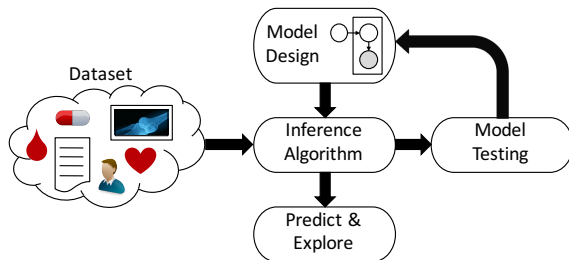 Model
Design
Dataset
Inference
Algorithm
Model
Testing
Predict &
Explore